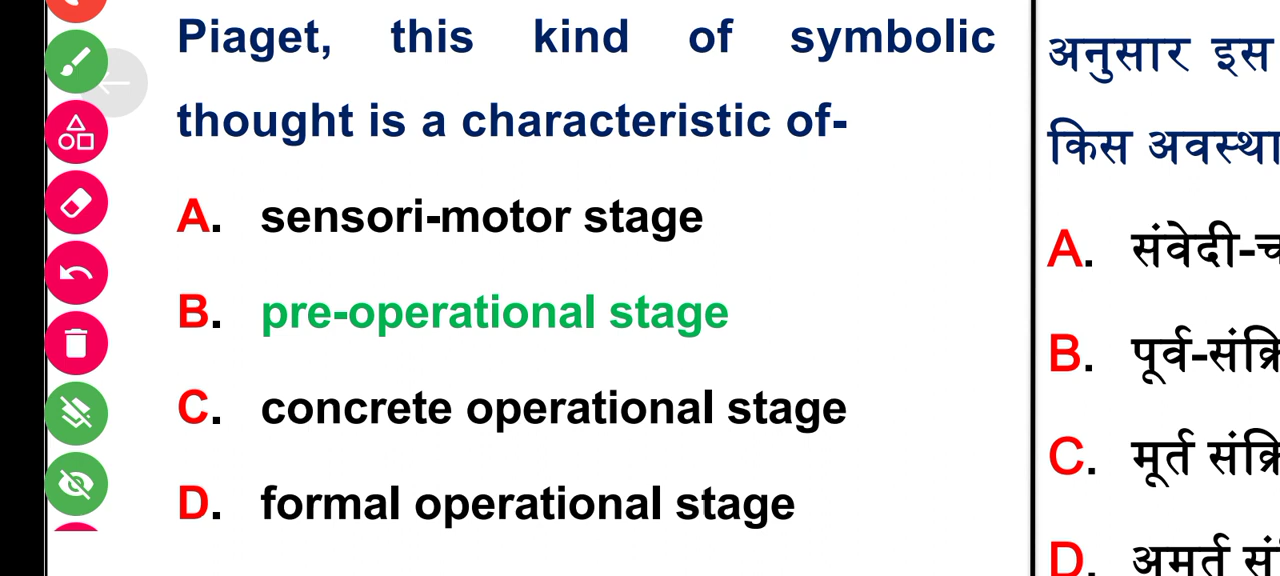 Piaget, this kind of symbolic
thought is a characteristic of-
A. sensori-motor stage
B. pre-operational stage
C. concrete operational stage
D. formal operational stage
अनुसार इस
किस अवस्था
A. संवेदी-
B. पूर्व-संक्रि
C. मूर्त संक्रि
D. अमूर्त